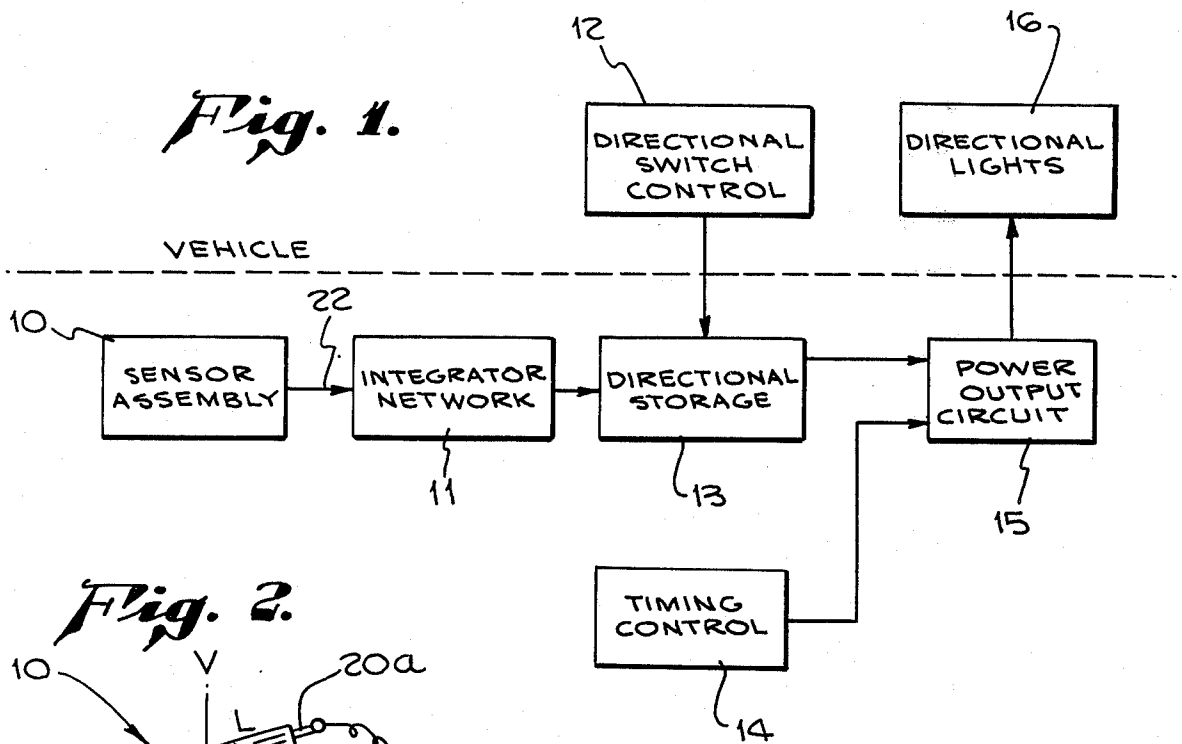 Fig. 1.
12
16
DIRECTIONAL
SWITCH
CONTROL
DIRECTIONAL
LIGHTS
VEHICLE
10
22
SENSOR
ASSEMBLY
INTEGRATOR
NETWORK
DIRECTIONAL
STORAGE
POWER
OUTPUT
CIRCUIT
11
13
15
TIMING
CONTROL
14
Fig. 2.
10
V
20a
L